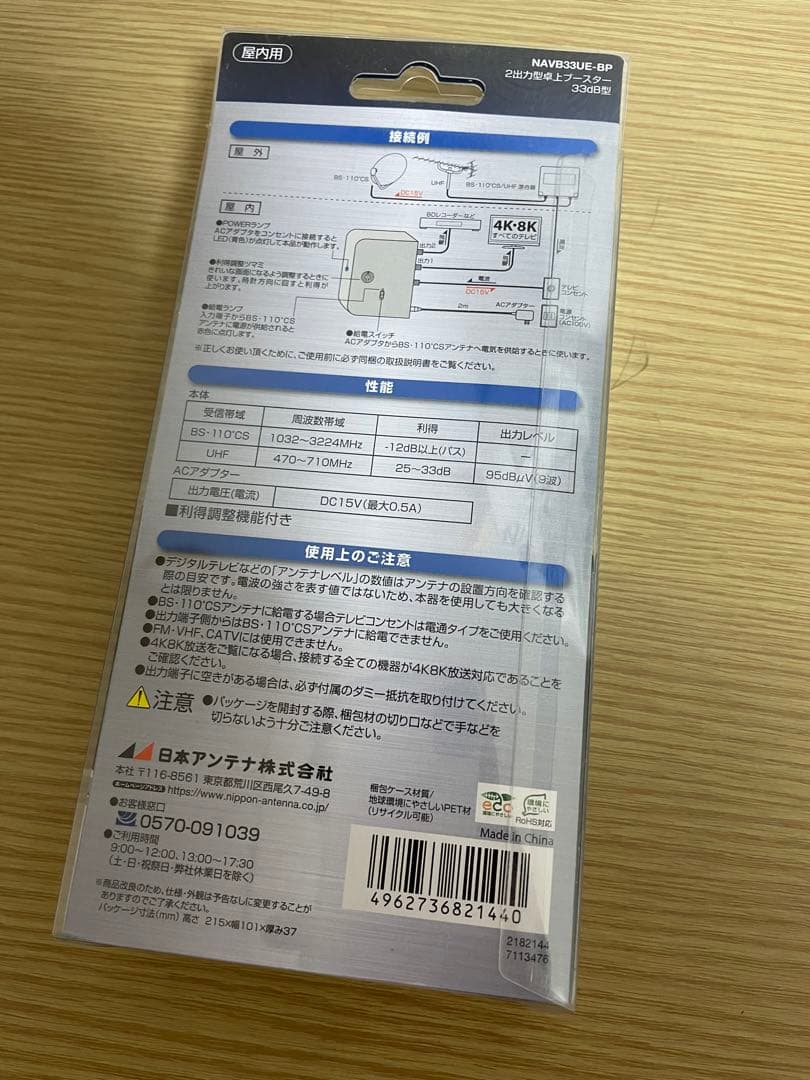 屋内用
NAVB33UE-BP
2出力型卓上ブースター
33dB型
接続例
屋 外
BS・110°CS
DC15V
UHF
BS・110°CS/UHF 混合器
屋 内
●POWERランプ
ACアダプタをコンセントに接続すると
LED(青色)が点灯して本品が動作します。
●利得調整ツマミ
きれいな画面になるよう調整するときに
使います。時計方向に回すと利得が
上がります。
●給電ランプ
入力端子からBS・110°CS
アンテナに電源が供給されると
赤色に点灯します。
BDレコーダーなど
4K・8K
すべてのテレビ
出力2
出力1
電波
DC15V
テレビ
コンセント
2m
ACアダプター
電源
コンセント
(AC100V)
●給電スイッチ
ACアダプタからBS・110°CSアンテナへ電気を供給するときに使います。
※正しくお使い頂くために、ご使用前に必ず同梱の取扱説明書をご覧ください。
性能
本体
受信帯域 周波数帯域 利得 出力レベル
BS・110°CS 1032〜3224MHz -12dB以上(パス) ー
UHF 470〜710MHz 25〜33dB 95dBμV(9波)
ACアダプター
出力電圧(電流) DC15V(最大0.5A)
■利得調整機能付き
使用上のご注意
●デジタルテレビなどの「アンテナレベル」の数値はアンテナの設置方向を確認する
際の目安です。電波の強さを表す値ではないため、本器を使用しても大きくなる
とは限りません。
●BS・110°CSアンテナに給電する場合テレビコンセントは電通タイプをご使用ください。
●出力端子側からはBS・110°CSアンテナに給電できません。
●FM・VHF、CATVには使用できません。
●4K8K放送をご覧になる場合、接続する全ての機器が4K8K放送対応であることを
ご確認ください。
●出力端子に空きがある場合は、必ず付属のダミー抵抗を取り付けてください。
注意
●パッケージを開封する際、梱包材の切り口などで手などを
切らないよう十分ご注意ください。
日本アンテナ株式会社
本社 〒116-8561 東京都荒川区西尾久7-49-8
ホームページアドレス https://www.nippon-antenna.co.jp/
●お客様窓口
0570-091039
●ご利用時間
9:00〜12:00、13:00〜17:30
(土・日・祝祭日・弊社休業日を除く)
※商品改良のため、仕様・外観は予告なしに変更することが
ありますのでご了承ください。
パッケージ寸法(mm) 高さ 215×幅101×厚み37
梱包ケース材質/
地球環境にやさしいPET材
(リサイクル可能)
eco
環境に
やさしい
RoHS対応
Made in China
4962736821440
2182144
7113476